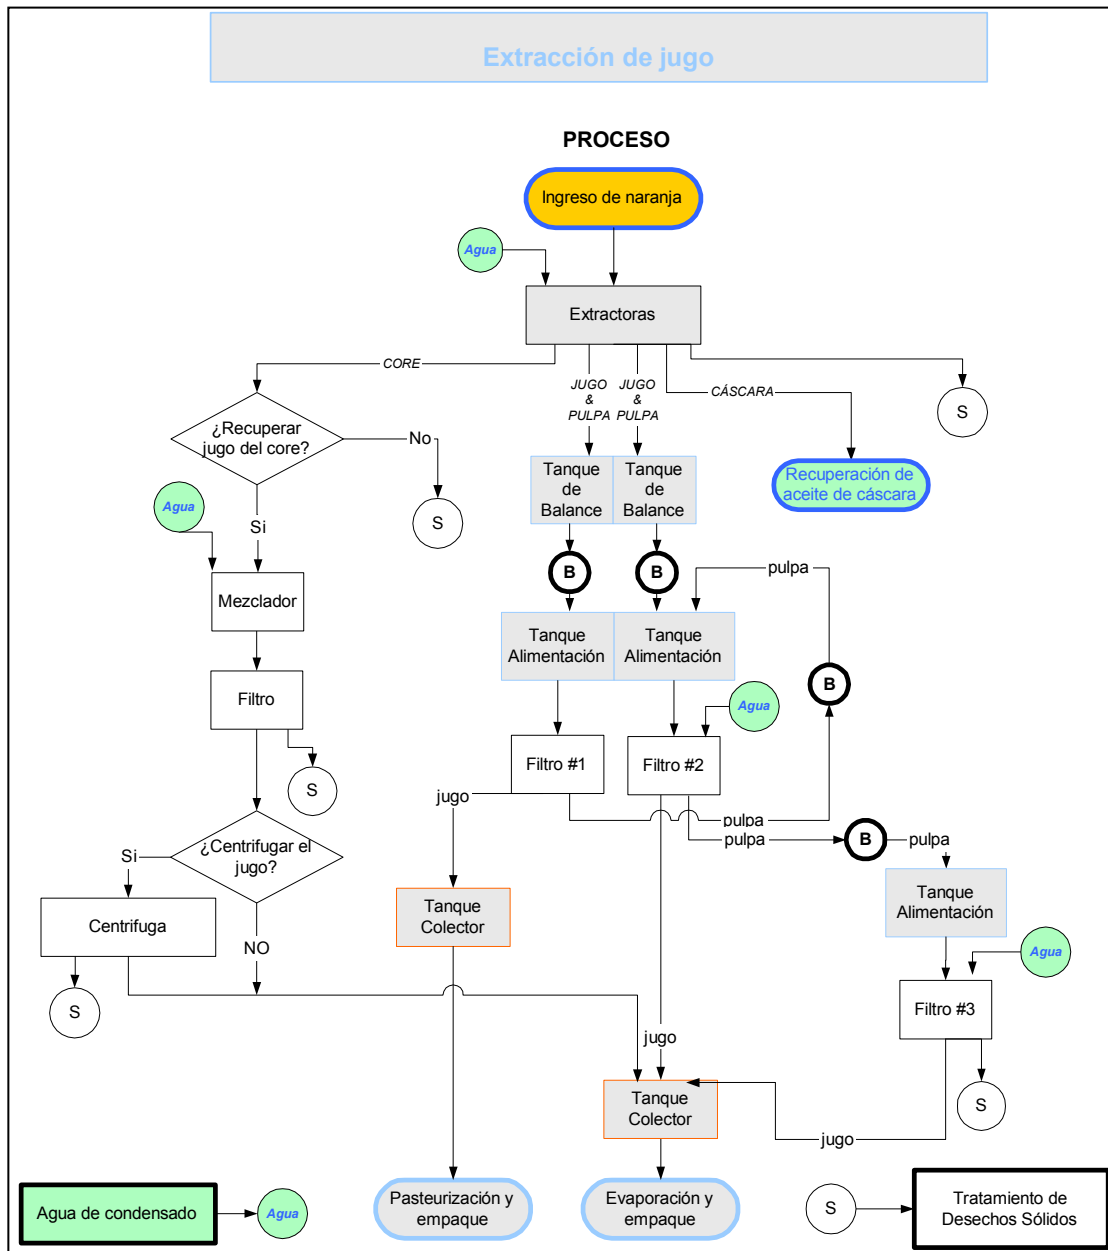 Extracción de jugo
PROCESO
Ingreso de naranja
Agua
Extractoras
CORE
JUGO
&
PULPA
JUGO
&
PULPA
CÁSCARA
S
¿Recuperar
jugo del core?
No
S
Tanque
de
Balance
Tanque
de
Balance
Recuperación de
aceite de cáscara
Agua
Si
B
B
pulpa
Mezclador
Tanque
Alimentación
Tanque
Alimentación
B
Filtro
Agua
Filtro #1
Filtro #2
S
jugo
pulpa
pulpa
B
pulpa
¿Centrifugar el
jugo?
Si
Tanque
Alimentación
Centrifuga
NO
Tanque
Colector
Agua
S
Filtro #3
jugo
S
Tanque
Colector
jugo
Agua de condensado
Agua
Pasteurización y
empaque
Evaporación y
empaque
S
Tratamiento de
Desechos Sólidos